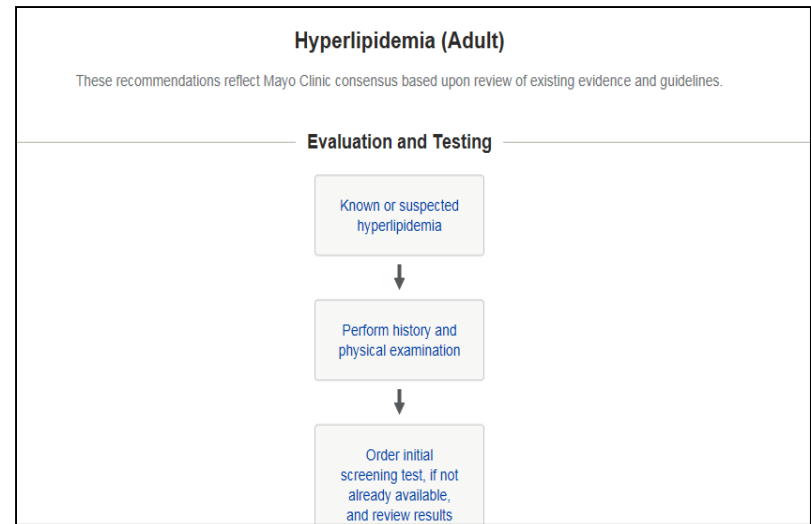 Hyperlipidemia (Adult)
These recommendations reflect Mayo Clinic consensus based upon review of existing evidence and guidelines.
Evaluation and Testing
Known or suspected
hyperlipidemia
Perform history and
physical examination
Order initial
screening test, if not
already available,
and review results